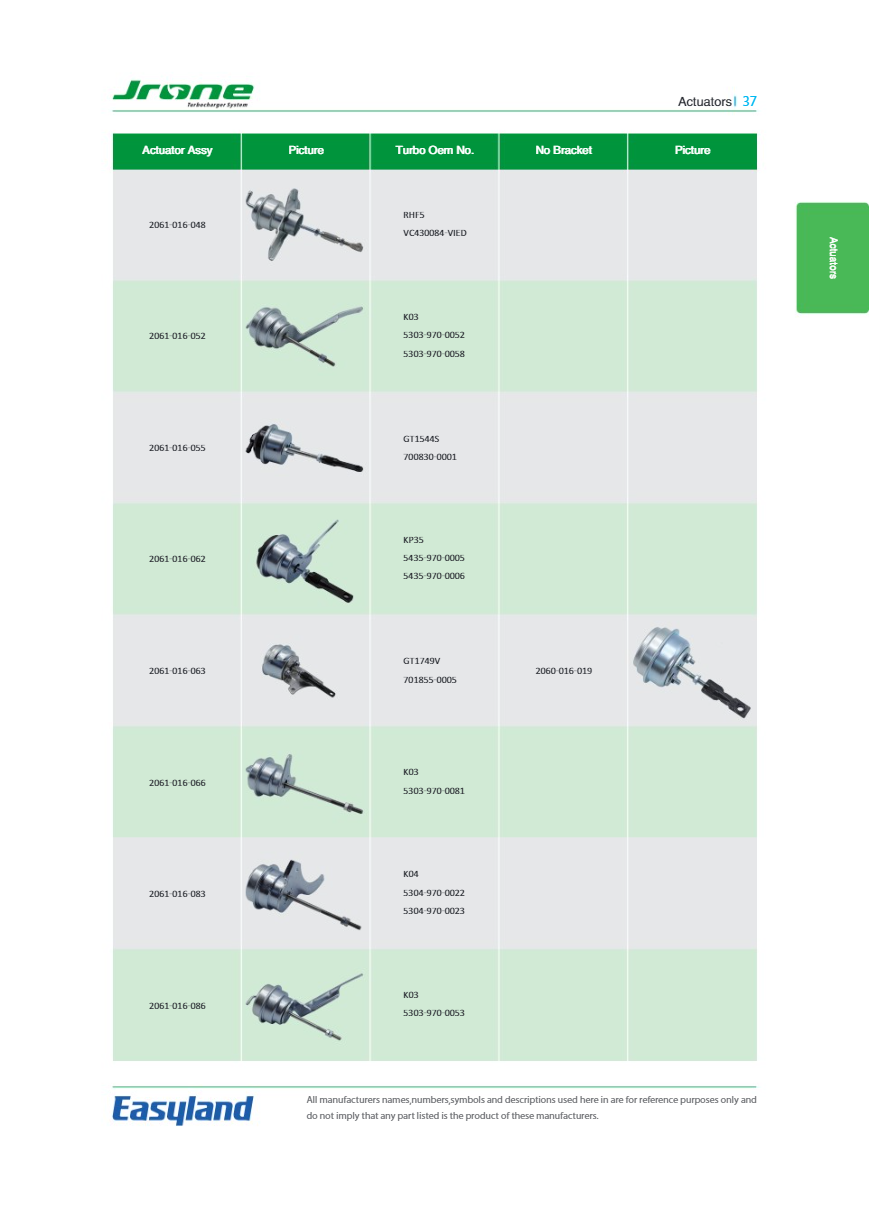 Jrone
Turbocharger System
Actuators| 37
Actuator Assy Picture Turbo Oem No. No Bracket Picture
2061-016-048
RHF5
VC430084-VIED
Actuators
2061-016-052
K03
5303-970-0052
5303-970-0058
2061-016-055
GT1544S
700830-0001
2061-016-062
KP35
5435-970-0005
5435-970-0006
2061-016-063
GT1749V
701855-0005
2060-016-019
2061-016-066
K03
5303-970-0081
2061-016-083
K04
5304-970-0022
5304-970-0023
2061-016-086
K03
5303-970-0053
Easyland
All manufacturers names,numbers,symbols and descriptions used here in are for reference purposes only and
do not imply that any part listed is the product of these manufacturers.